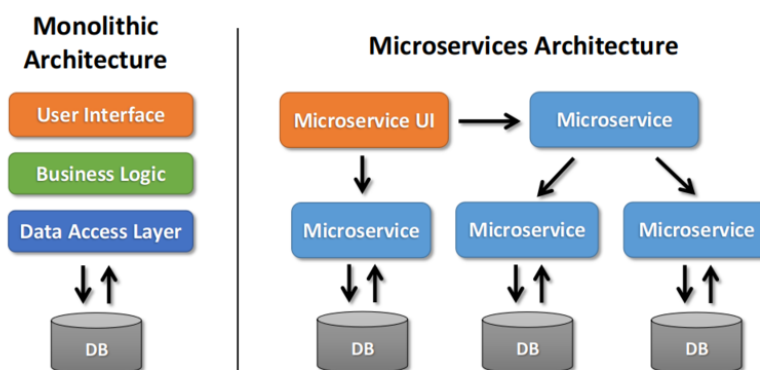 Monolithic
Architecture
User Interface
Business Logic
Data Access Layer
DB
Microservices Architecture
Microservice UI
Microservice
Microservice
Microservice
Microservice
DB
DB
DB